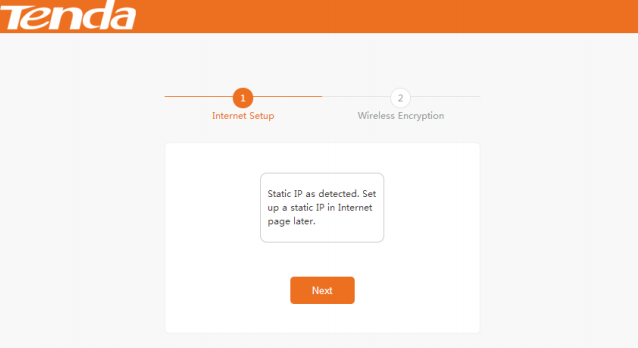 Tenda
1
2
Internet Setup
Wireless Encryption
Static IP as detected. Set
up a static IP in Internet
page later.
Next